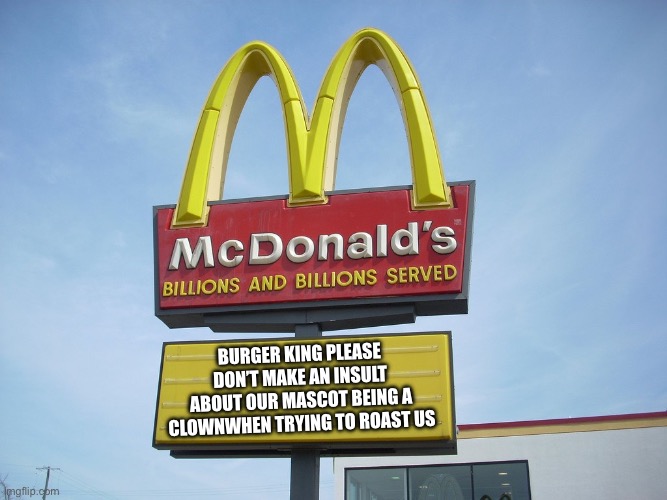 McDonald's
BILLIONS AND BILLIONS SERVED
BURGER KING PLEASE
DON'T MAKE AN INSULT
ABOUT OUR MASCOT BEING A
CLOWNWHEN TRYING TO ROAST US
imgflip.com